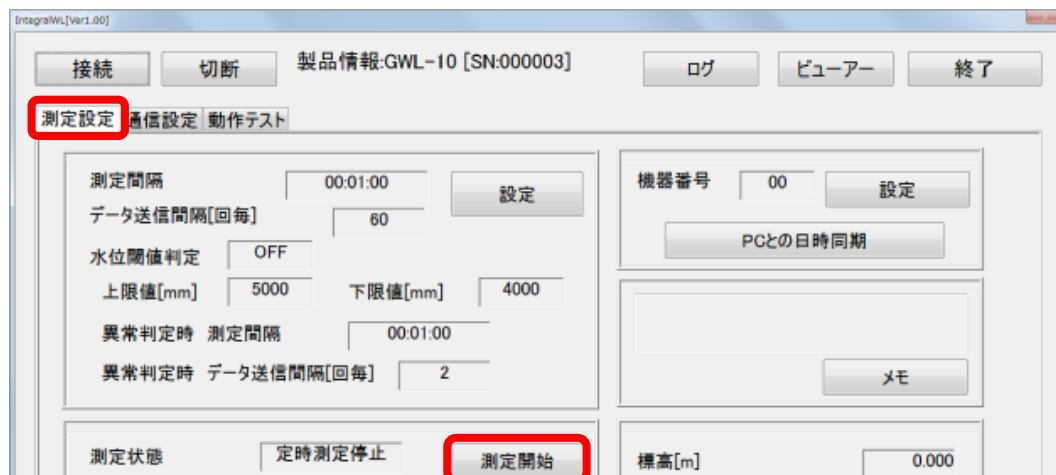 IntegralWL[Ver1.00]
接続 切断 製品情報:GWL-10 [SN:000003] ログ ビューアー 終了
測定設定 通信設定 動作テスト
測定間隔 00:01:00 設定
データ送信間隔[回毎] 60
水位閾値判定 OFF
上限値[mm] 5000 下限値[mm] 4000
異常判定時 測定間隔 00:01:00
異常判定時 データ送信間隔[回毎] 2
機器番号 00 設定
PCとの日時同期
メモ
測定状態 定時測定停止 測定開始
標高[m] 0.000